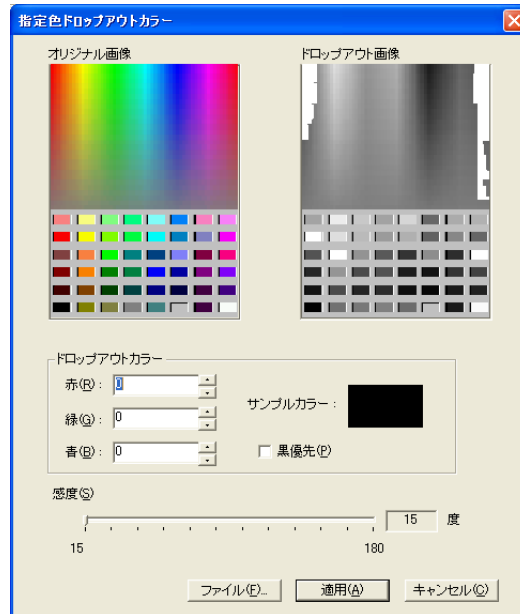 指定色ドロップアウトカラー
オリジナル画像 ドロップアウト画像
ドロップアウトカラー
赤(R): 0
緑(G): 0
青(B): 0
サンプルカラー:
黒優先(P)
感度(S)
15 度
15 180
ファイル(F)... 適用(A) キャンセル(C)